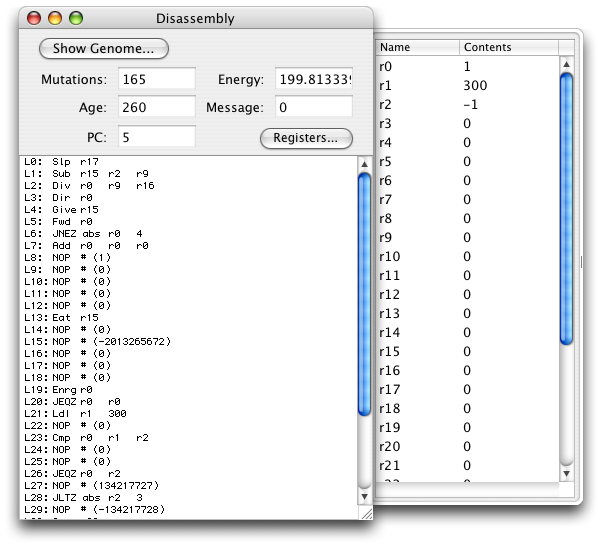 Disassembly
Show Genome...
Mutations: 165 Energy: 199.813339
Age: 260 Message: 0
PC: 5 Registers...
L0: Slp r17
L1: Sub r15 r2 r9
L2: Div r0 r9 r16
L3: Dir r0
L4: Give r15
L5: Fwd r0
L6: JNEZ abs r0 4
L7: Add r0 r0 r0
L8: NOP # (1)
L9: NOP # (0)
L10: NOP # (0)
L11: NOP # (0)
L12: NOP # (0)
L13: Eat r15
L14: NOP # (0)
L15: NOP # (-2013265672)
L16: NOP # (0)
L17: NOP # (0)
L18: NOP # (0)
L19: Enrg r0
L20: JEQZ r0 r0
L21: Ldl r1 300
L22: NOP # (0)
L23: Cmp r0 r1 r2
L24: NOP # (0)
L25: NOP # (0)
L26: JEQZ r0 r2
L27: NOP # (134217727)
L28: JLTZ abs r2 3
L29: NOP # (-134217728)
Name Contents
r0 1
r1 300
r2 -1
r3 0
r4 0
r5 0
r6 0
r7 0
r8 0
r9 0
r10 0
r11 0
r12 0
r13 0
r14 0
r15 0
r16 0
r17 0
r18 0
r19 0
r20 0
r21 0